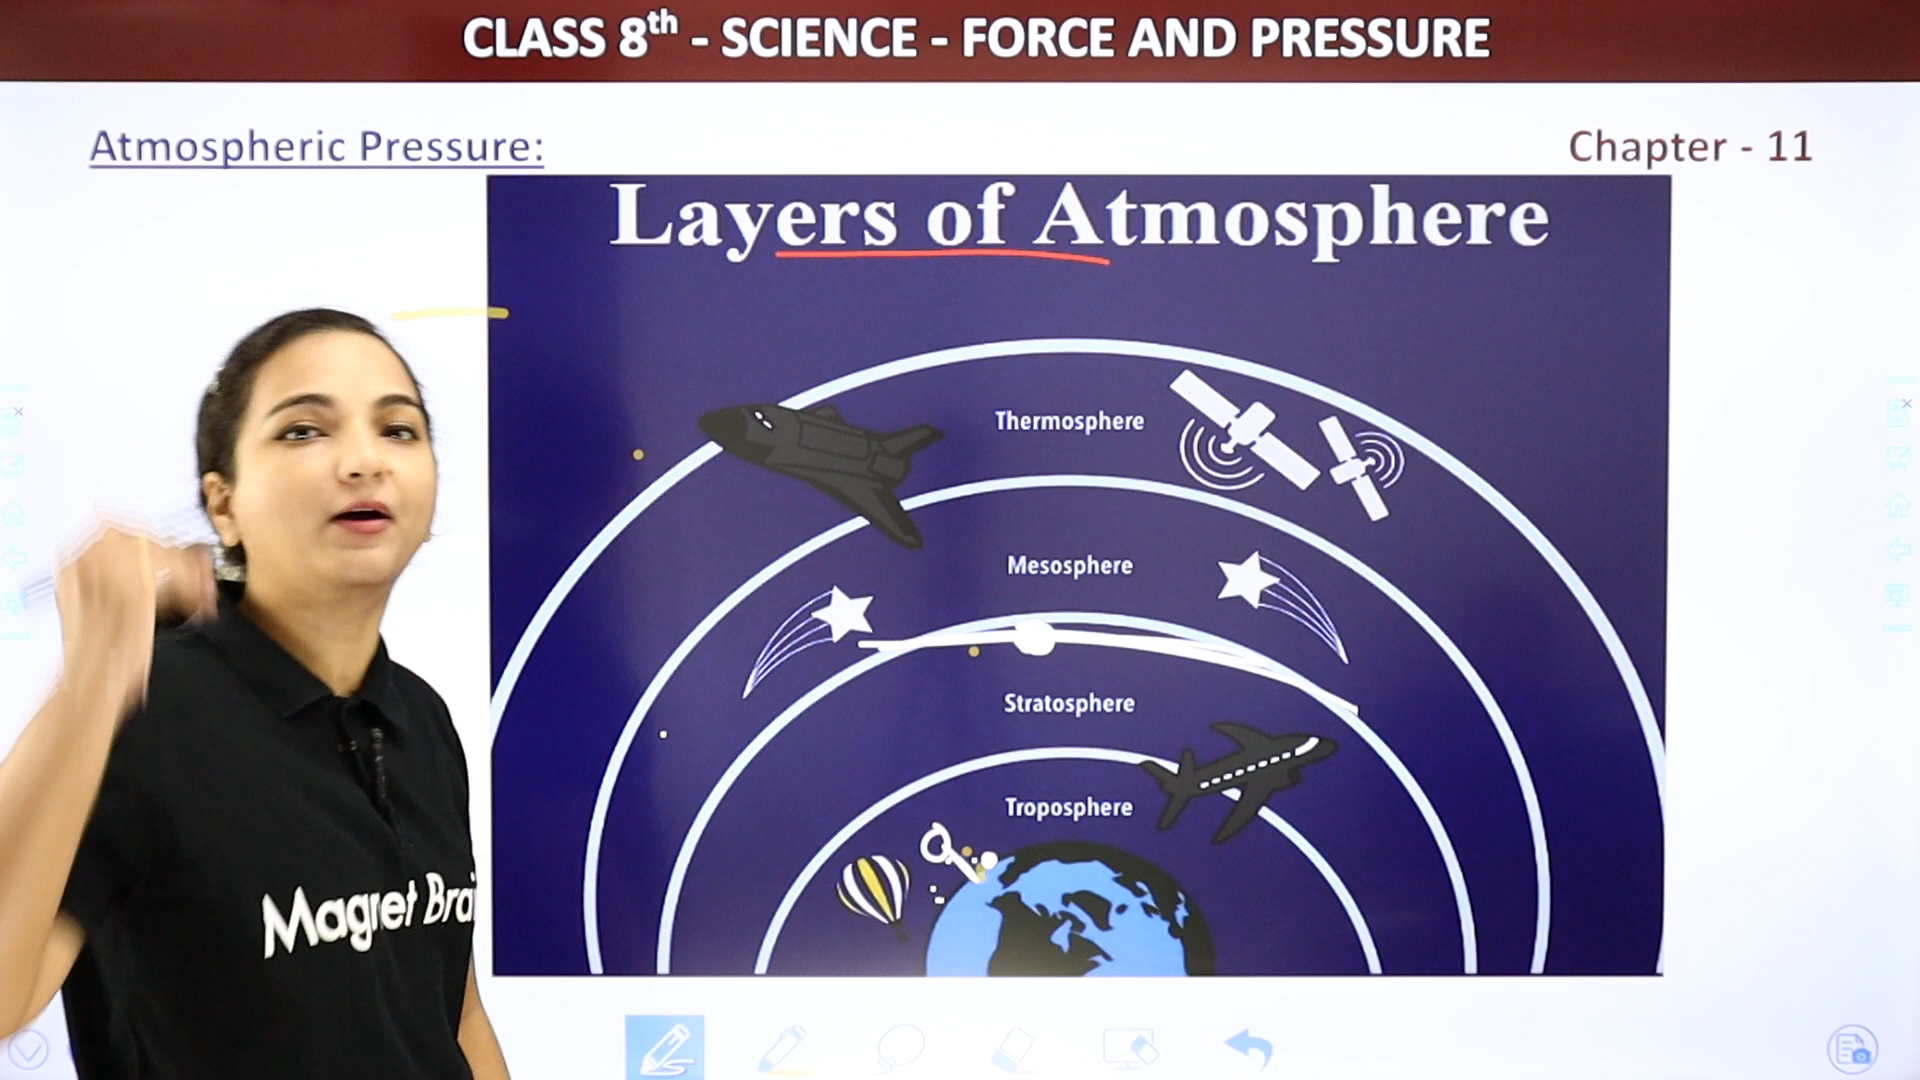 CLASS 8th - SCIENCE - FORCE AND PRESSURE
Atmospheric Pressure:
Chapter - 11
Layers of Atmosphere
Thermosphere
Mesosphere
Stratosphere
Troposphere
Magnet Brai